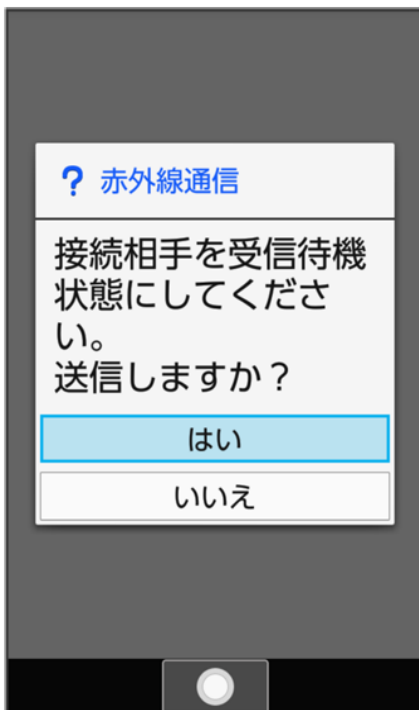 ? 赤外線通信
接続相手を受信待機
状態にしてくださ
い。
送信しますか？
はい
いいえ